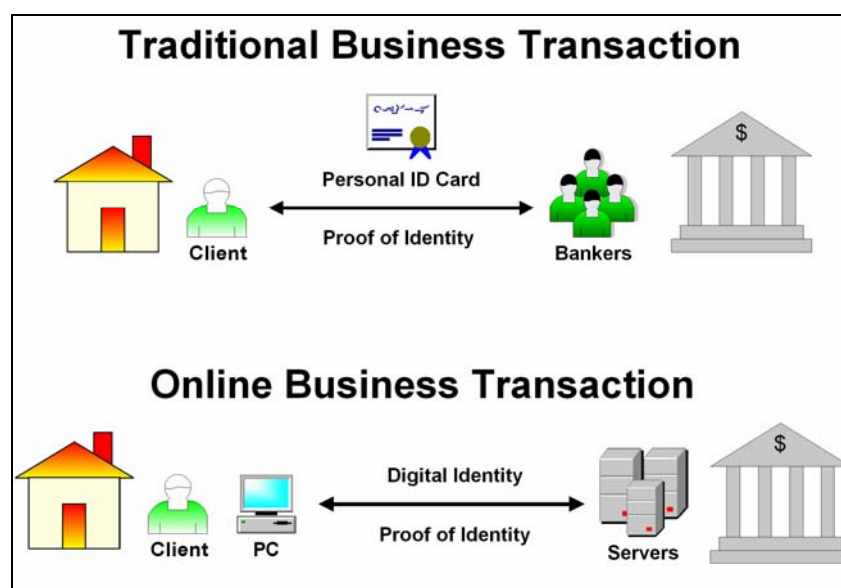 Traditional Business Transaction
$
Personal ID Card
Proof of Identity
Client
Bankers
Online Business Transaction
$
Digital Identity
Proof of Identity
Client
PC
Servers